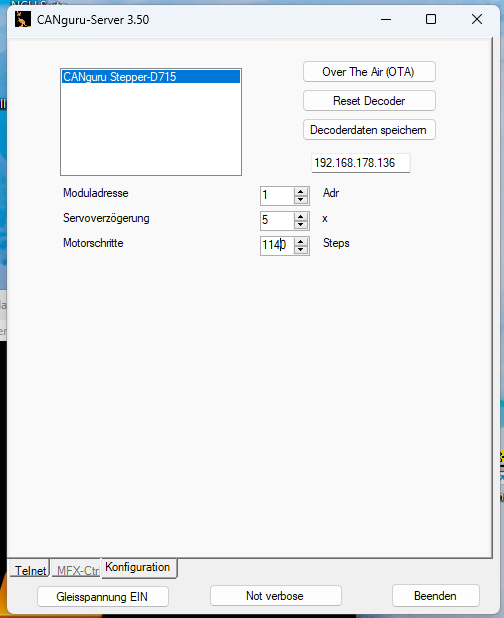 CANguru-Server 3.50
CANguru Stepper-D715
Over The Air (OTA)
Reset Decoder
Decoderdaten speichern
192.168.178.136
Moduladresse 1 Adr
Servoverzögerung 5 x
Motorschritte 1140 Steps
Telnet MFX-Ctr Konfiguration
Gleisspannung EIN Not verbose Beenden